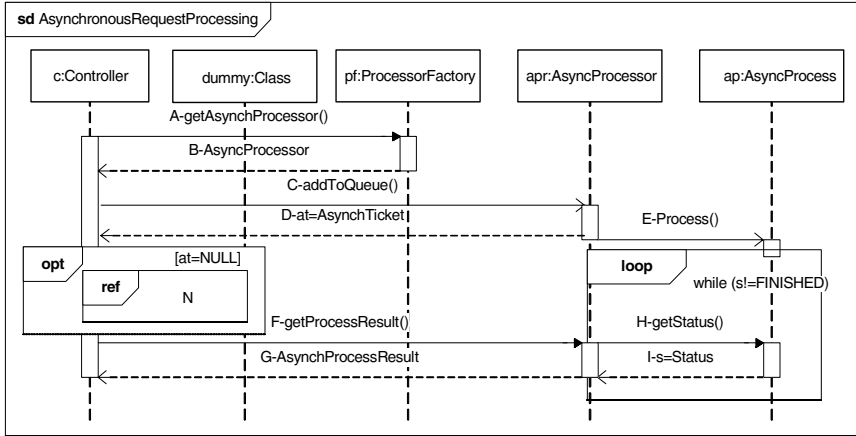 sd AsynchronousRequestProcessing
c:Controller
dummy:Class
pf:ProcessorFactory
apr:AsyncProcessor
ap:AsyncProcess
A-getAsynchProcessor()
B-AsyncProcessor
C-addToQueue()
D-at=AsynchTicket
E-Process()
opt
[at=NULL]
loop
ref
N
while (s!=FINISHED)
F-getProcessResult()
H-getStatus()
G-AsynchProcessResult
I-s=Status